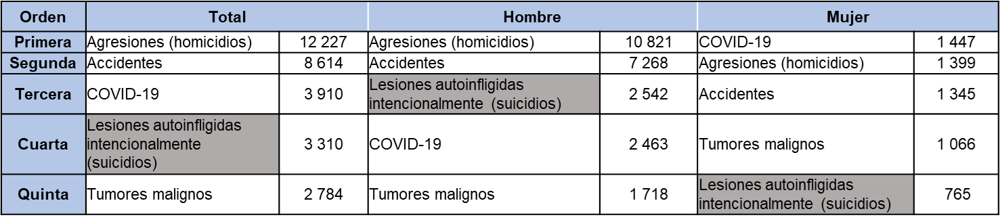 Orden Total Hombre Mujer
Primera Agresiones (homicidios) 12 227 Agresiones (homicidios) 10 821 COVID-19 1 447
Segunda Accidentes 8 614 Accidentes 7 268 Agresiones (homicidios) 1 399
Tercera COVID-19 3 910 Lesiones autoinfligidas
intencionalmente (suicidios) 2 542 Accidentes 1 345
Cuarta Lesiones autoinfligidas
intencionalmente
(suicidios) 3 310 COVID-19 2 463 Tumores malignos 1 066
Quinta Tumores malignos 2 784 Tumores malignos 1 718 Lesiones autoinfligidas
intencionalmente (suicidios) 765